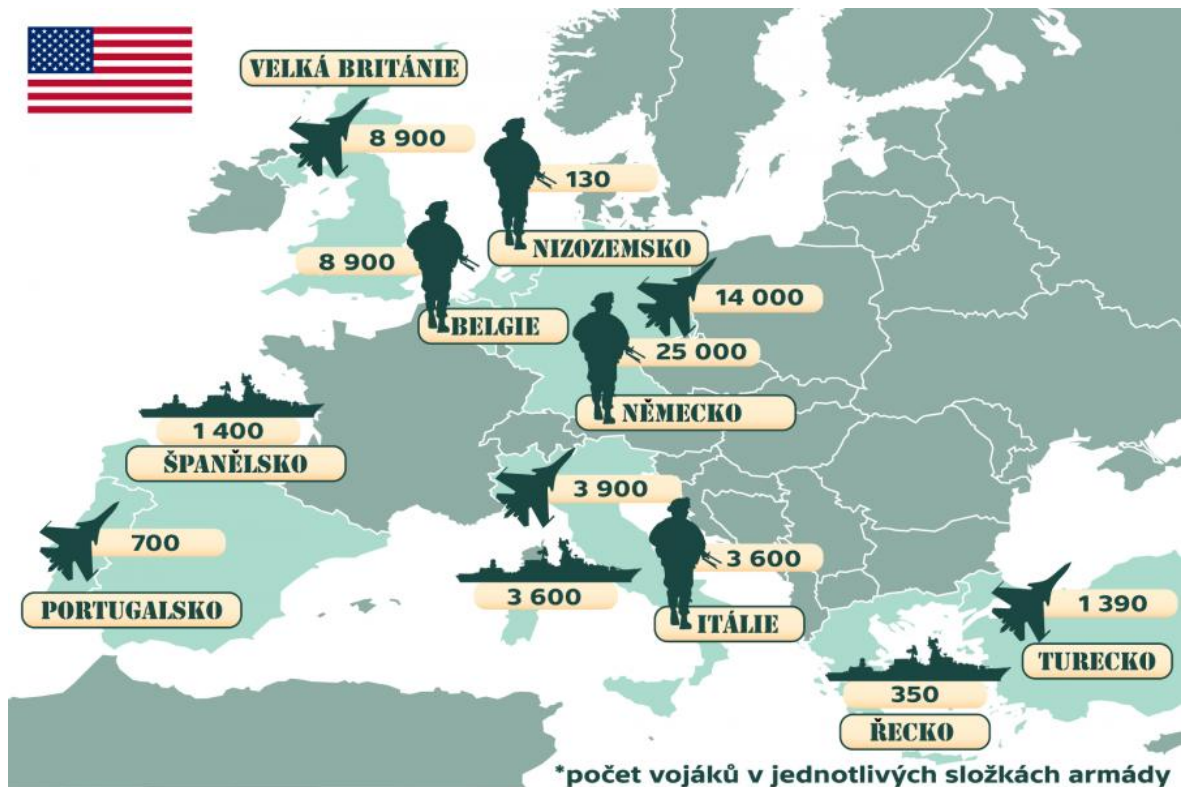 VELKÁ BRITÁNIE
8 900
130
NIZOZEMSKO
8 900
BELGIE
14 000
25 000
NĚMECKO
1 400
ŠPANĚLSKO
3 900
700
PORTUGALSKO
3 600
3 600
ITÁLIE
1 390
TURECKO
350
ŘECKO
*počet vojáků v jednotlivých složkách armády